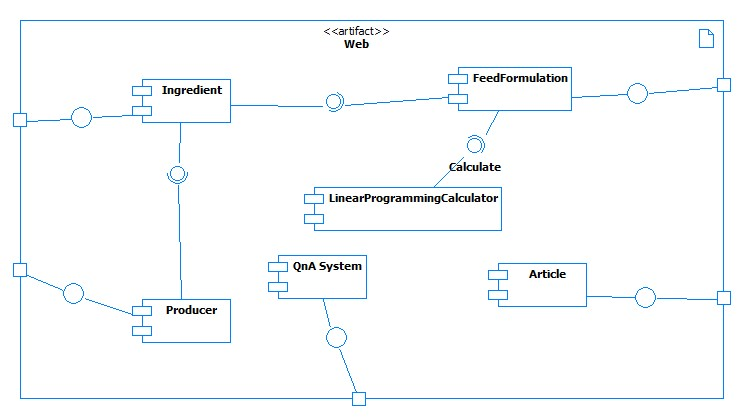 <<artifact>>
Web
Ingredient
FeedFormulation
Calculate
LinearProgrammingCalculator
QnA System
Article
Producer